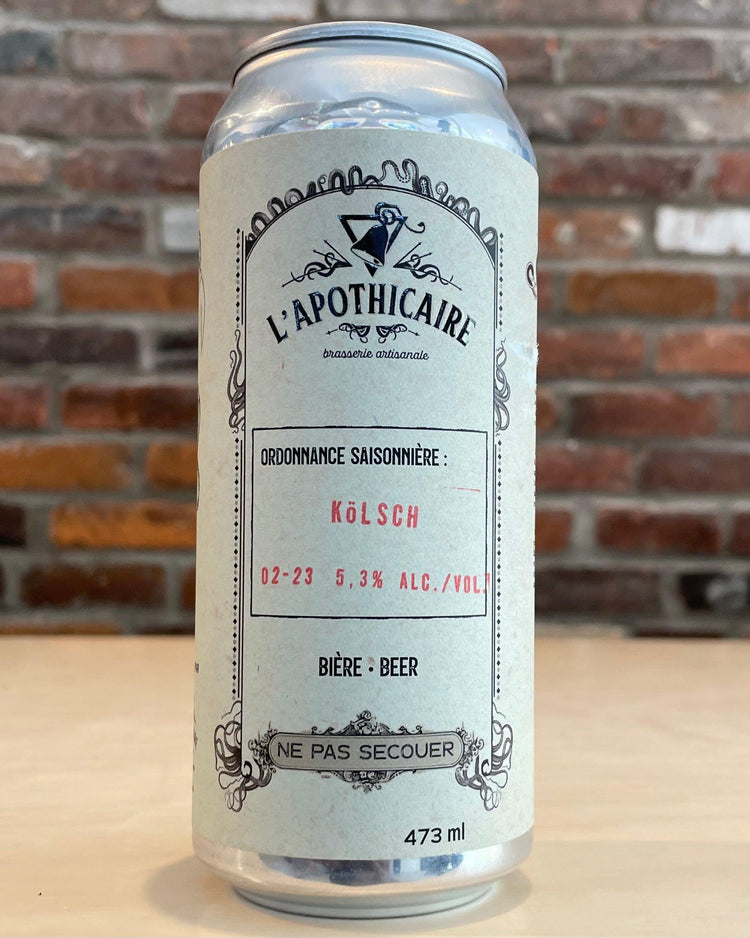 L'APOTHICAIRE
brasserie artisanale
ORDONNANCE SAISONNIÈRE :
KöLSCH
02-23 5,3% ALC./VOL.
BIÈRE • BEER
NE PAS SECOUER
473 ml